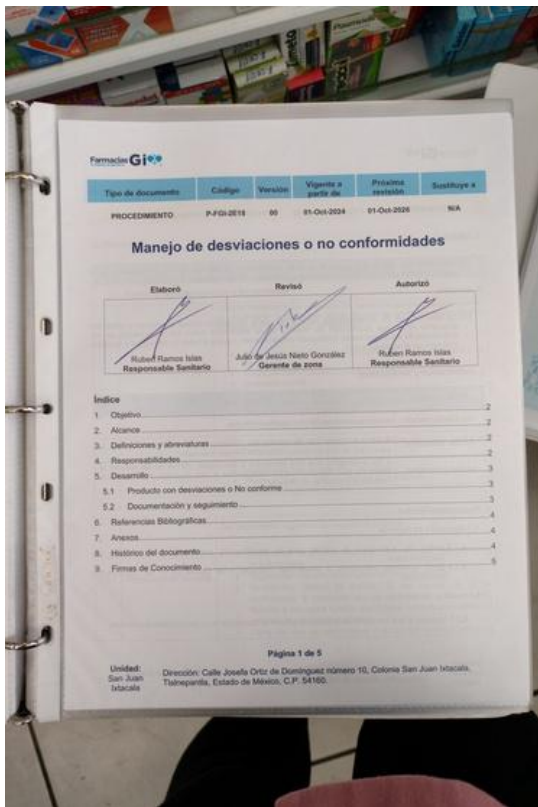 Farmacias Gi
Tipo de documento Código Versión Vigente a partir de Próxima revisión Sustituye a
PROCEDIMIENTO P-FGI-2E18 00 01-Oct-2024 01-Oct-2026 N/A
Manejo de desviaciones o no conformidades
Elaboró Revisó Autorizó
Ruben Ramos Islas Julio de Jesús Nieto González Ruben Ramos Islas
Responsable Sanitario Gerente de zona Responsable Sanitario
Índice
1. Objetivo 2
2. Alcance 2
3. Definiciones y abreviaturas 2
4. Responsabilidades 2
5. Desarrollo 3
5.1 Producto con desviaciones o No conforme 3
5.2 Documentación y seguimiento 3
6. Referencias Bibliográficas 4
7. Anexos 4
8. Histórico del documento 4
9. Firmas de Conocimiento 5
Página 1 de 5
Unidad: San Juan Ixtacala
Dirección: Calle Josefa Ortiz de Domínguez número 10, Colonia San Juan Ixtacala,
Tlalnepantla, Estado de México, C.P. 54160.